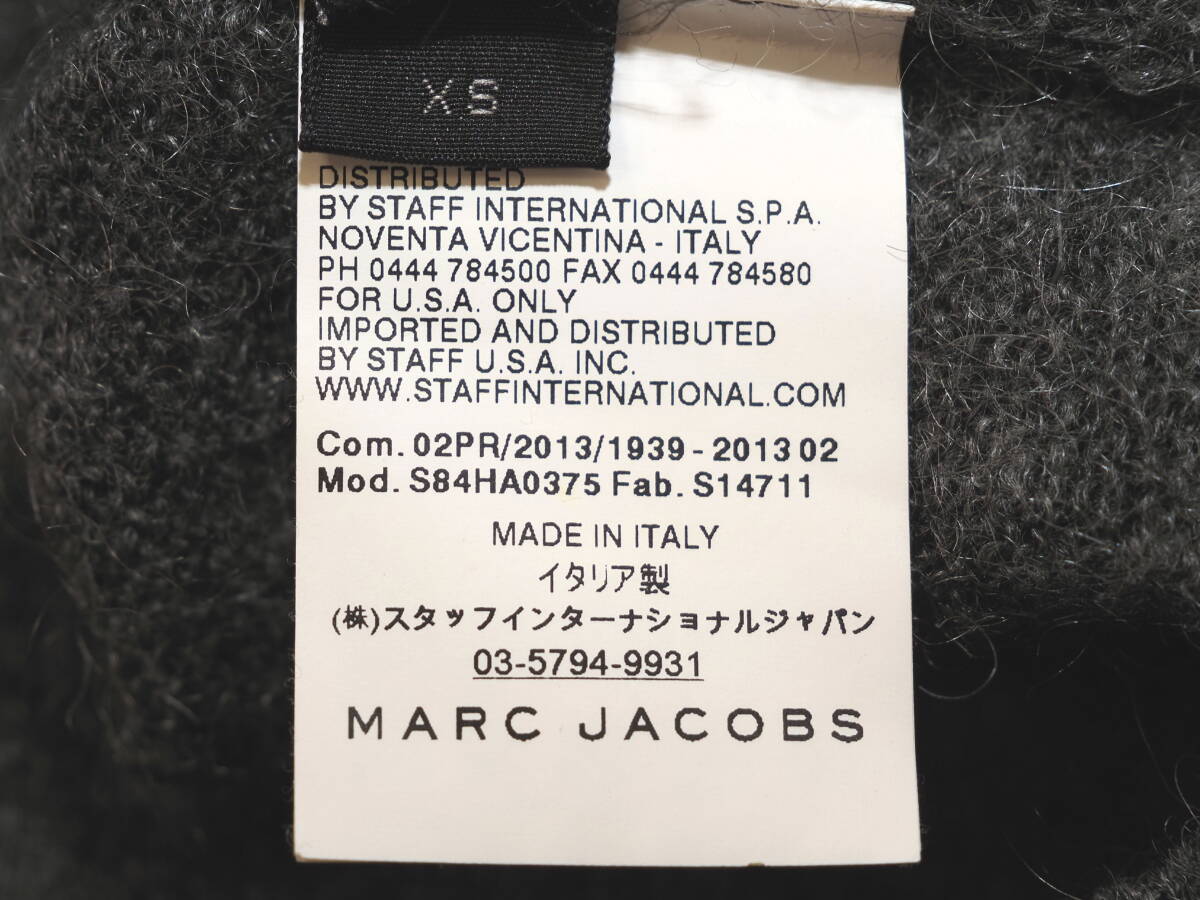 XS
DISTRIBUTED
BY STAFF INTERNATIONAL S.P.A.
NOVENTA VICENTINA - ITALY
PH 0444 784500 FAX 0444 784580
FOR U.S.A. ONLY
IMPORTED AND DISTRIBUTED
BY STAFF U.S.A. INC.
WWW.STAFFINTERNATIONAL.COM
Com. 02PR/2013/1939 - 2013 02
Mod. S84HA0375 Fab. S14711
MADE IN ITALY
イタリア製
(株)スタッフインターナショナルジャパン
03-5794-9931
MARC JACOBS